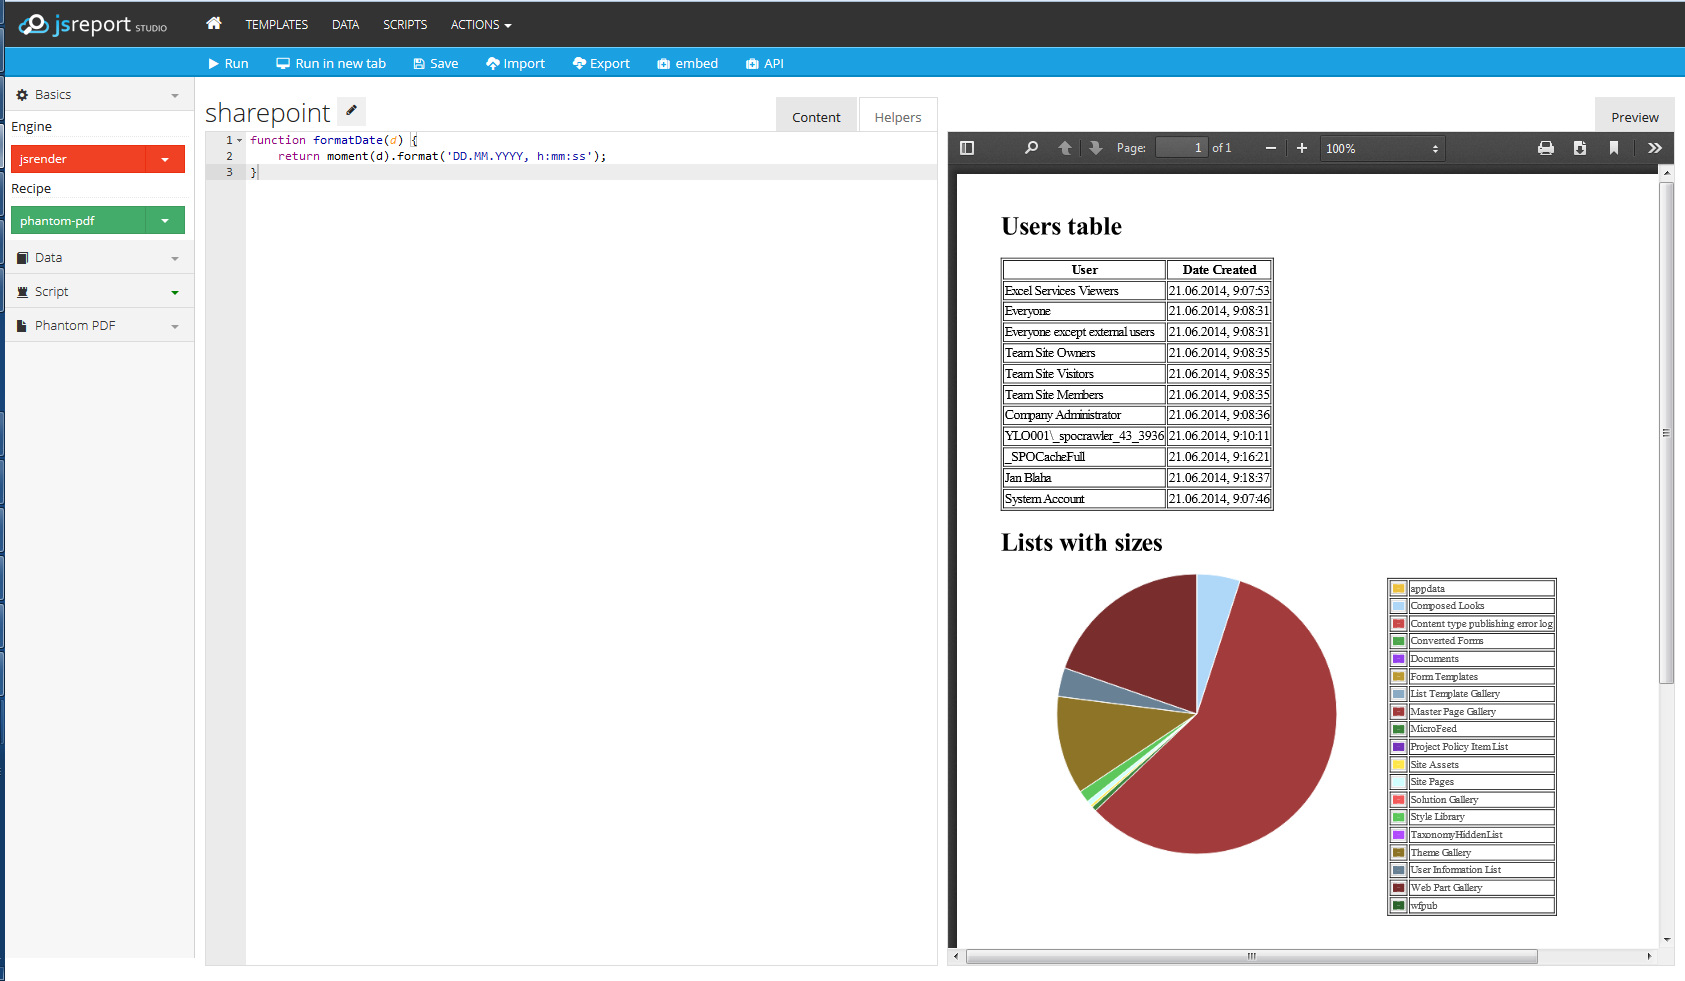 jsreport STUDIO TEMPLATES DATA SCRIPTS ACTIONS
Run Run in new tab Save Import Export embed API
Basics
Engine
jsrender
Recipe
phantom-pdf
Data
Script
Phantom PDF
sharepoint
Content Helpers
1 function formatDate(d) {
2 return moment(d).format('DD.MM.YYYY, h:mm:ss');
3 }
Preview
Page: 1 of 1 100%
Users table
User Date Created
Excel Services Viewers 21.06.2014, 9:07:53
Everyone 21.06.2014, 9:08:31
Everyone except external users 21.06.2014, 9:08:31
Team Site Owners 21.06.2014, 9:08:35
Team Site Visitors 21.06.2014, 9:08:35
Team Site Members 21.06.2014, 9:08:35
Company Administrator 21.06.2014, 9:08:36
YLO001\_spocrawler_43_3936 21.06.2014, 9:10:11
_SPOCacheFull 21.06.2014, 9:16:21
Jan Blaha 21.06.2014, 9:18:37
System Account 21.06.2014, 9:07:46
Lists with sizes
appdata
Composed Looks
Content type publishing error log
Converted Forms
Documents
Form Templates
List Template Gallery
Master Page Gallery
MicroFeed
Project Policy Item List
Site Assets
Site Pages
Solution Gallery
Style Library
TaxonomyHiddenList
Theme Gallery
User Information List
Web Part Gallery
wfpub